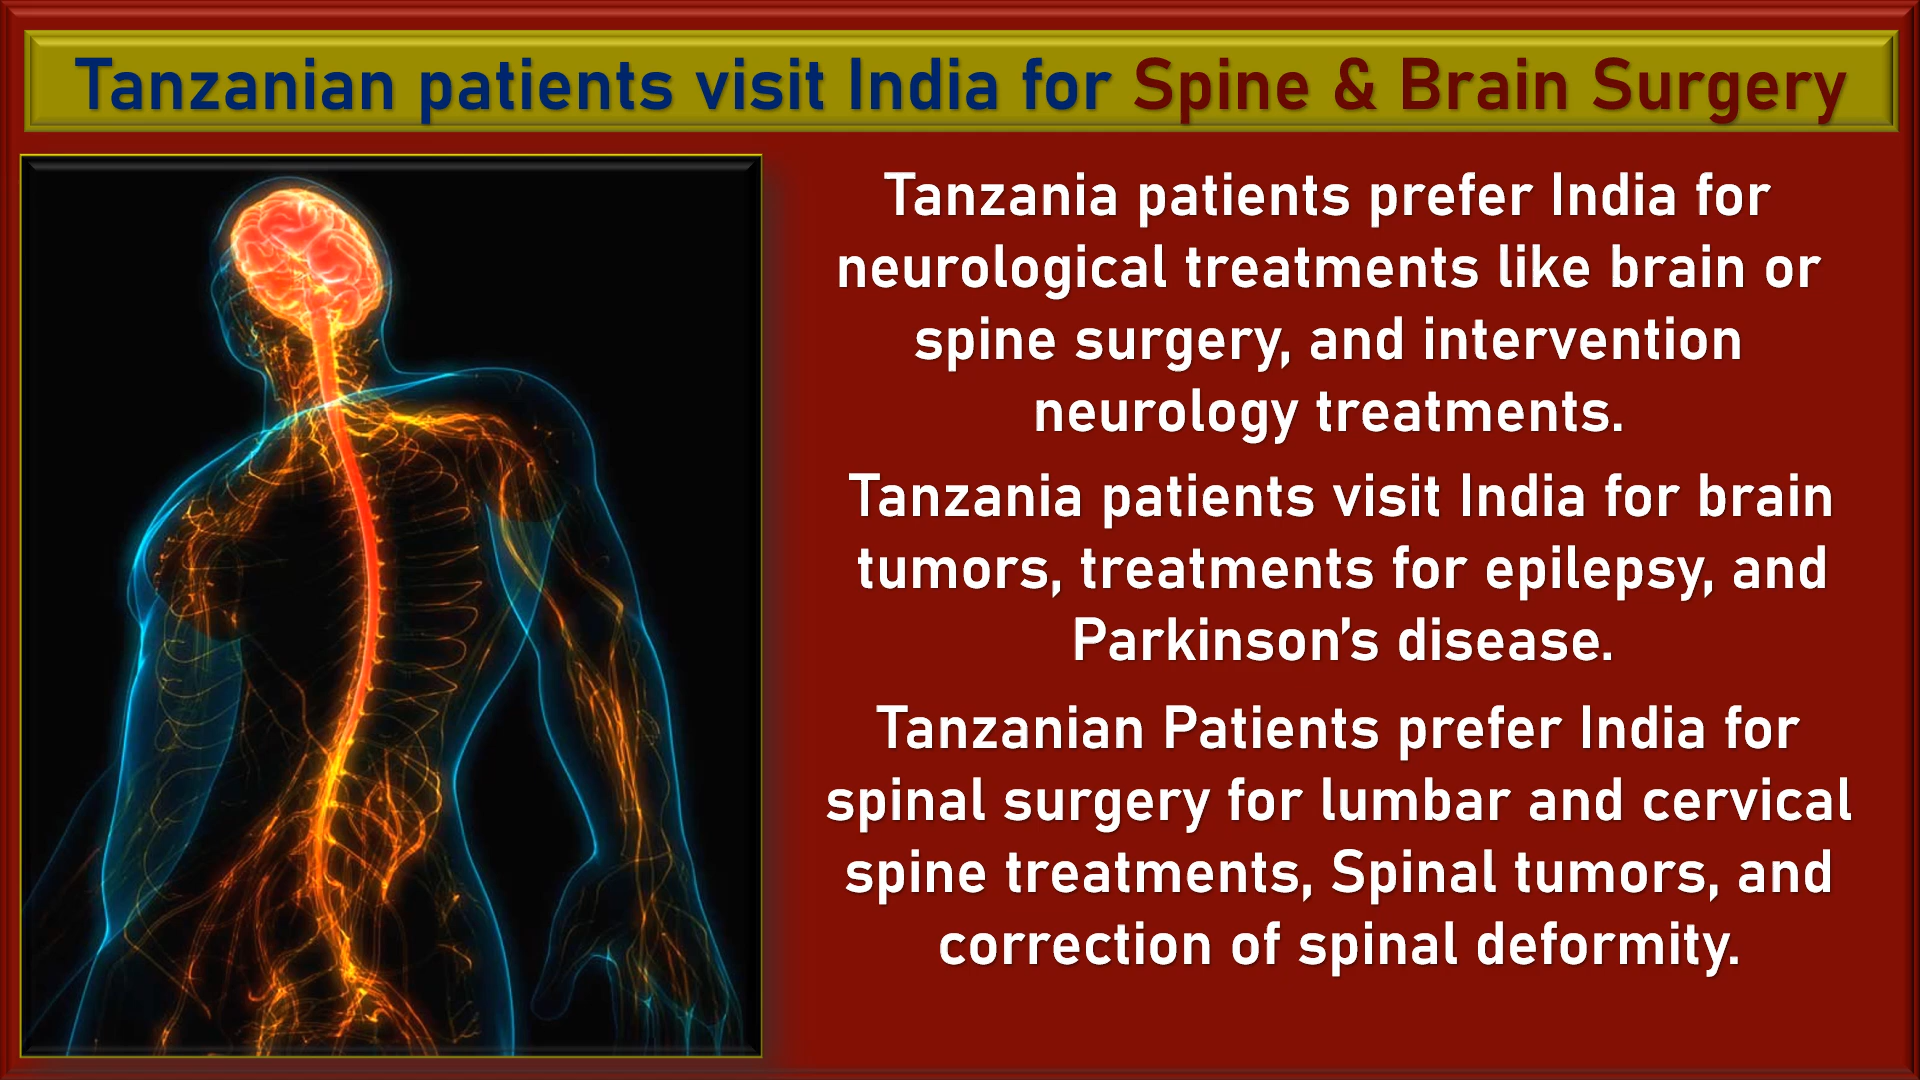 Tanzanian patients visit India for Spine & Brain Surgery
Tanzania patients prefer India for
neurological treatments like brain or
spine surgery, and intervention
neurology treatments.
Tanzania patients visit India for brain
tumors, treatments for epilepsy, and
Parkinson’s disease.
Tanzanian Patients prefer India for
spinal surgery for lumbar and cervical
spine treatments, Spinal tumors, and
correction of spinal deformity.